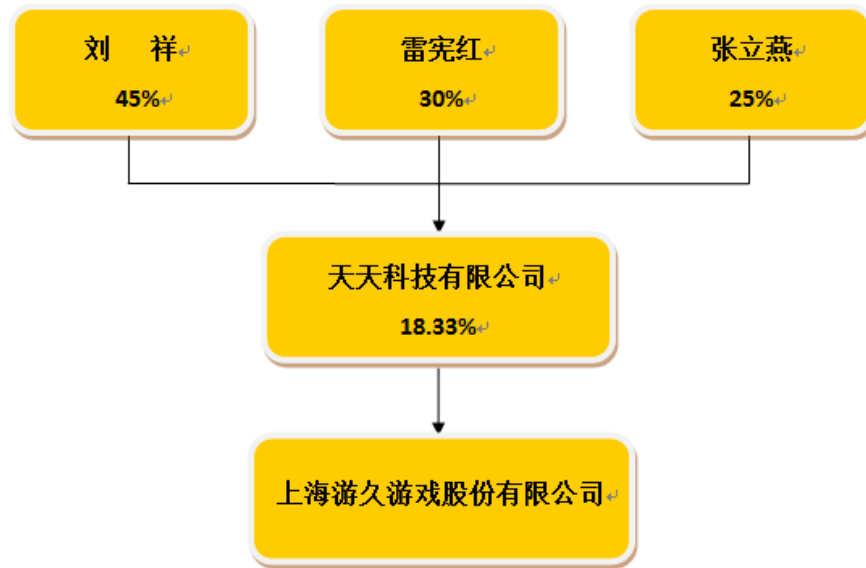 刘 祥
45%
雷宪红
30%
张立燕
25%
天天科技有限公司
18.33%
上海游久游戏股份有限公司